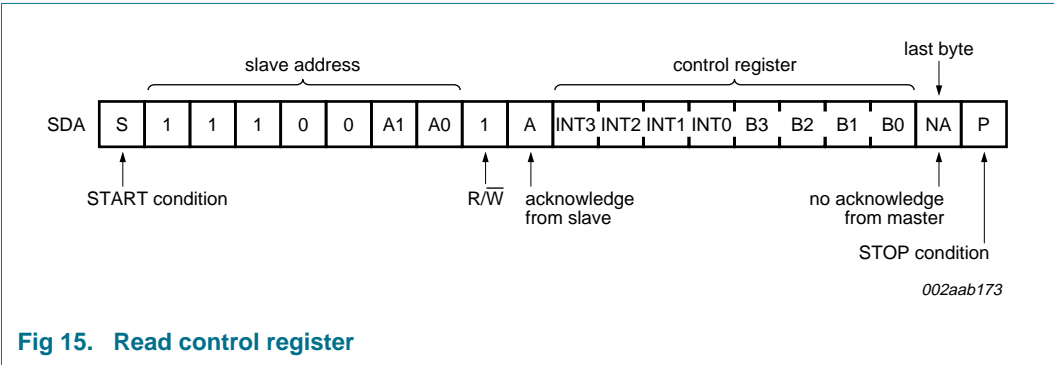 last byte
slave address control register
SDA S 1 1 1 0 0 A1 A0 1 A INT3 INT2 INT1 INT0 B3 B2 B1 B0 NA P
START condition R/W̅ acknowledge from slave no acknowledge from master
STOP condition
002aab173
Fig 15. Read control register